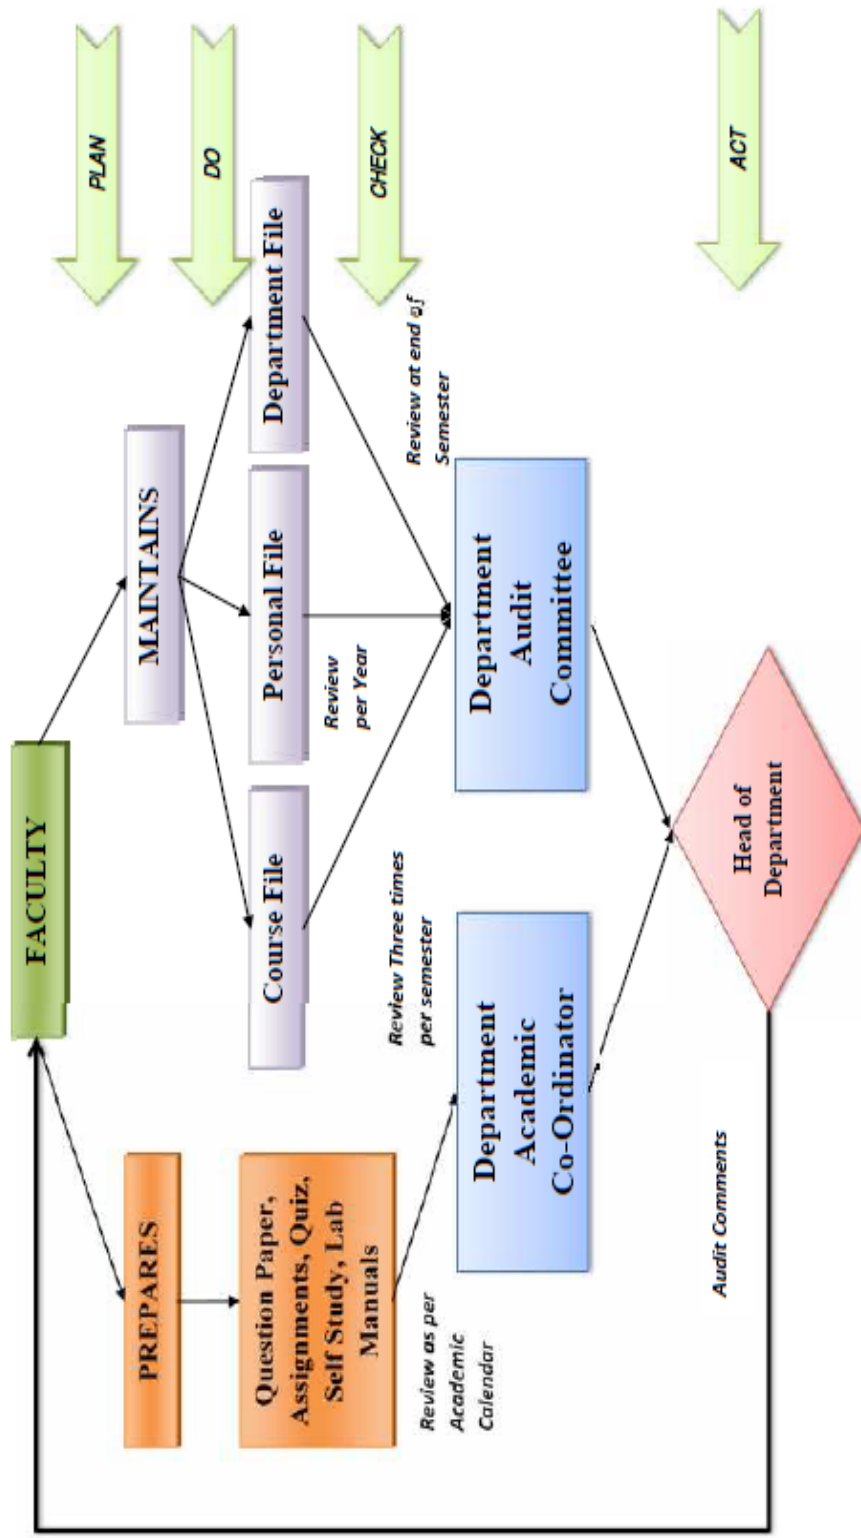 FACULTY
PLAN
PREPARES
MAINTAINS
DO
Question Paper,
Assignments, Quiz,
Self Study, Lab
Manuals
Course File
Personal File
Department File
CHECK
Review as per
Academic
Calendar
Review Three times
per semester
Review
per Year
Review at end of
Semester
Department
Academic
Co-Ordinator
Department
Audit
Committee
Audit Comments
Head of
Department
ACT